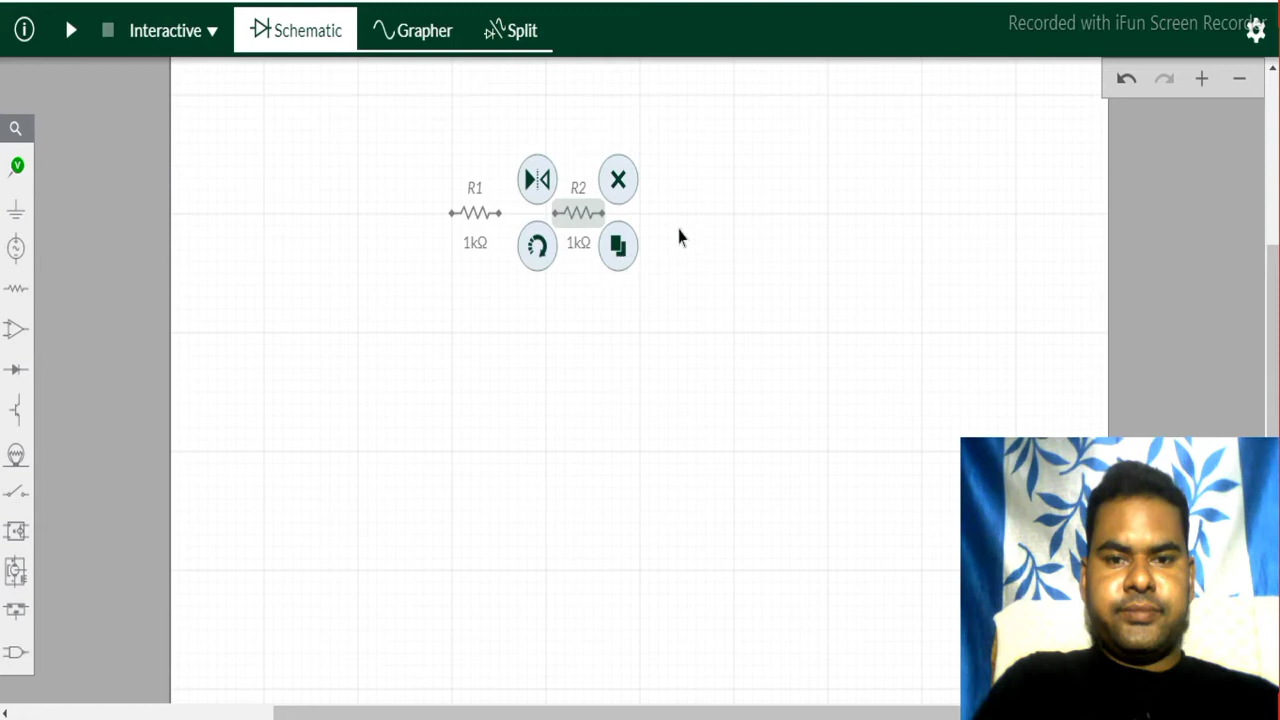 Interactive
Schematic
Grapher
Split
Recorded with iFun Screen Recorder
V
R1
R2
1kΩ
1kΩ